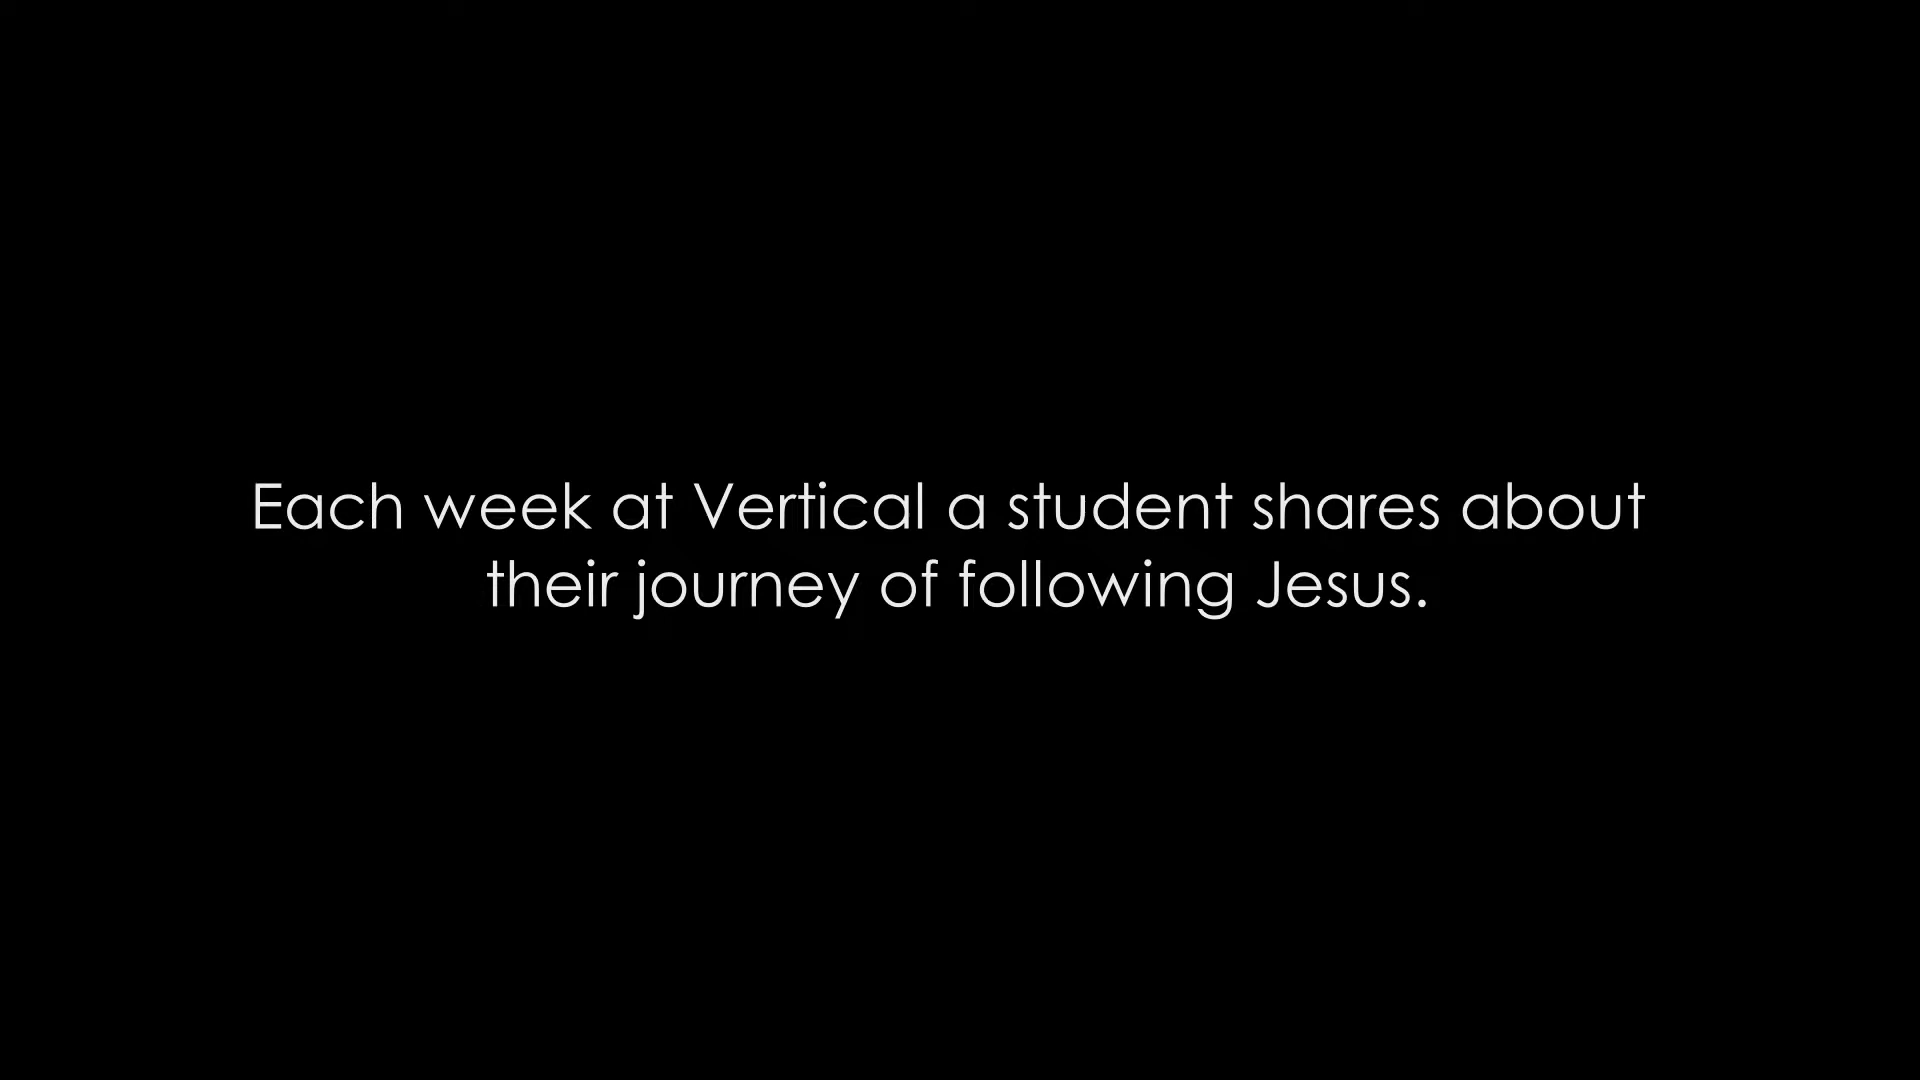 Each week at Vertical a student shares about
their journey of following Jesus.